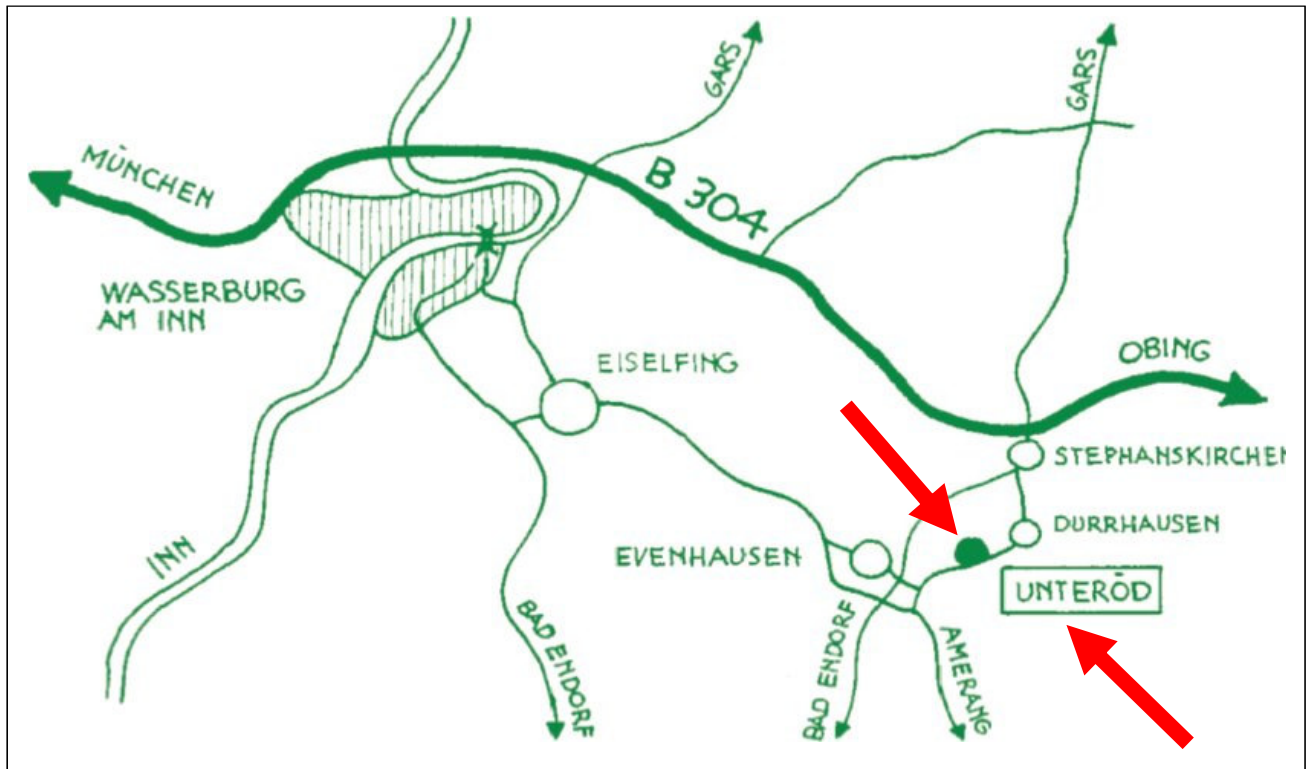 GARS
GARS
MÜNCHEN
B 304
WASSERBURG
AM INN
OBING
EISELFING
STEPHANSKIRCHEN
DURRHAUSEN
EVENHAUSEN
INN
UNTERÖD
BAD ENDORF
BAD ENDORF
AMERANG